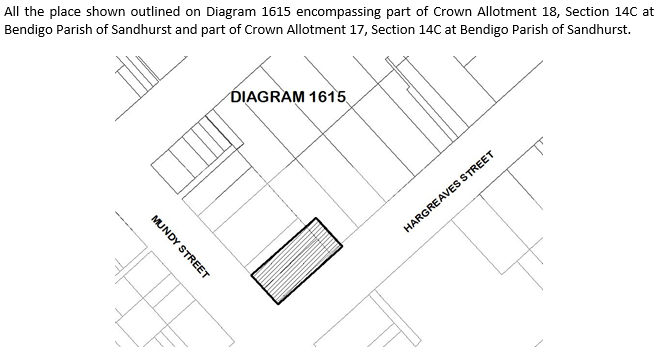 All the place shown outlined on Diagram 1615 encompassing part of Crown Allotment 18, Section 14C at
Bendigo Parish of Sandhurst and part of Crown Allotment 17, Section 14C at Bendigo Parish of Sandhurst.
DIAGRAM 1615
HARGREAVES STREET
MUNDY STREET